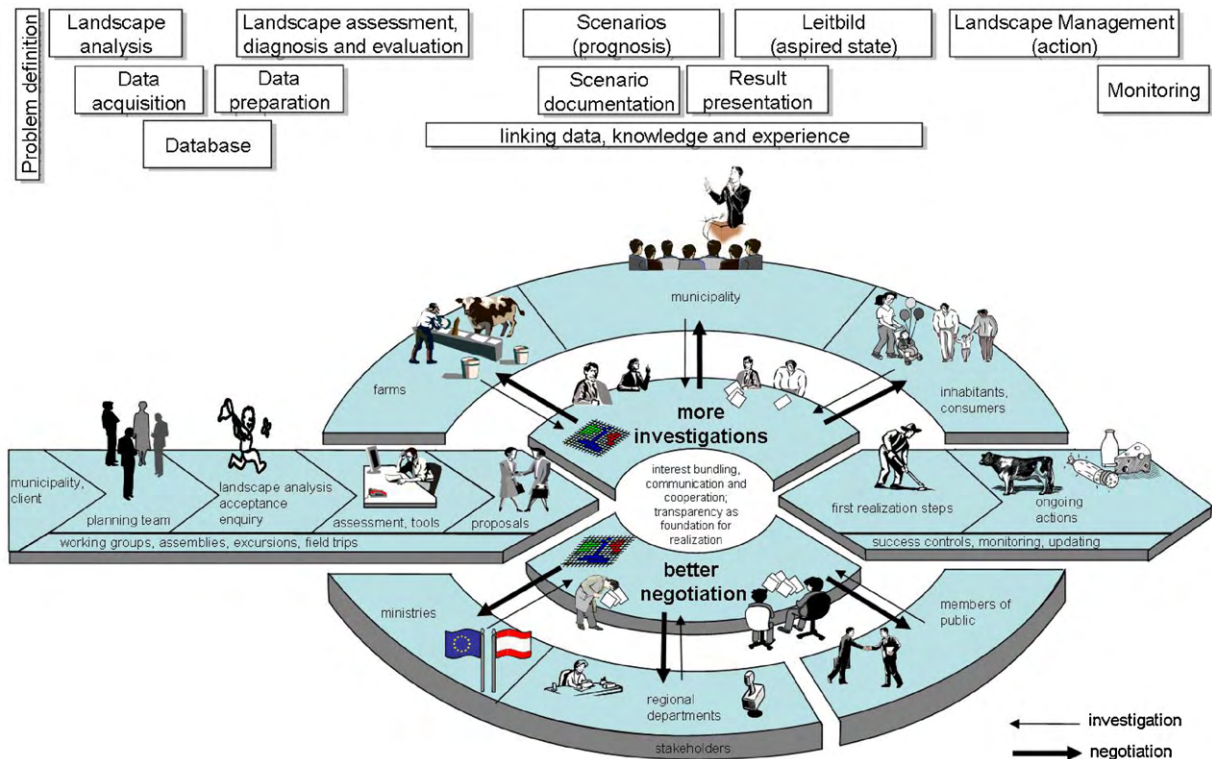 Problem definition
Landscape
analysis
Landscape assessment,
diagnosis and evaluation
Scenarios
(prognosis)
Leitbild
(aspired state)
Landscape Management
(action)
Data
acquisition
Data
preparation
Scenario
documentation
Result
presentation
Monitoring
Database
linking data, knowledge and experience
municipality
farms
inhabitants,
consumers
more
investigations
interest bundling,
communication and
cooperation;
transparency as
foundation for
realization
municipality,
client
planning team
landscape analysis
acceptance
enquiry
assessment, tools
proposals
working groups, assemblies, excursions, field trips
first realization steps
ongoing
actions
success controls, monitoring, updating
better
negotiation
ministries
members of
public
regional
departments
stakeholders
investigation
negotiation